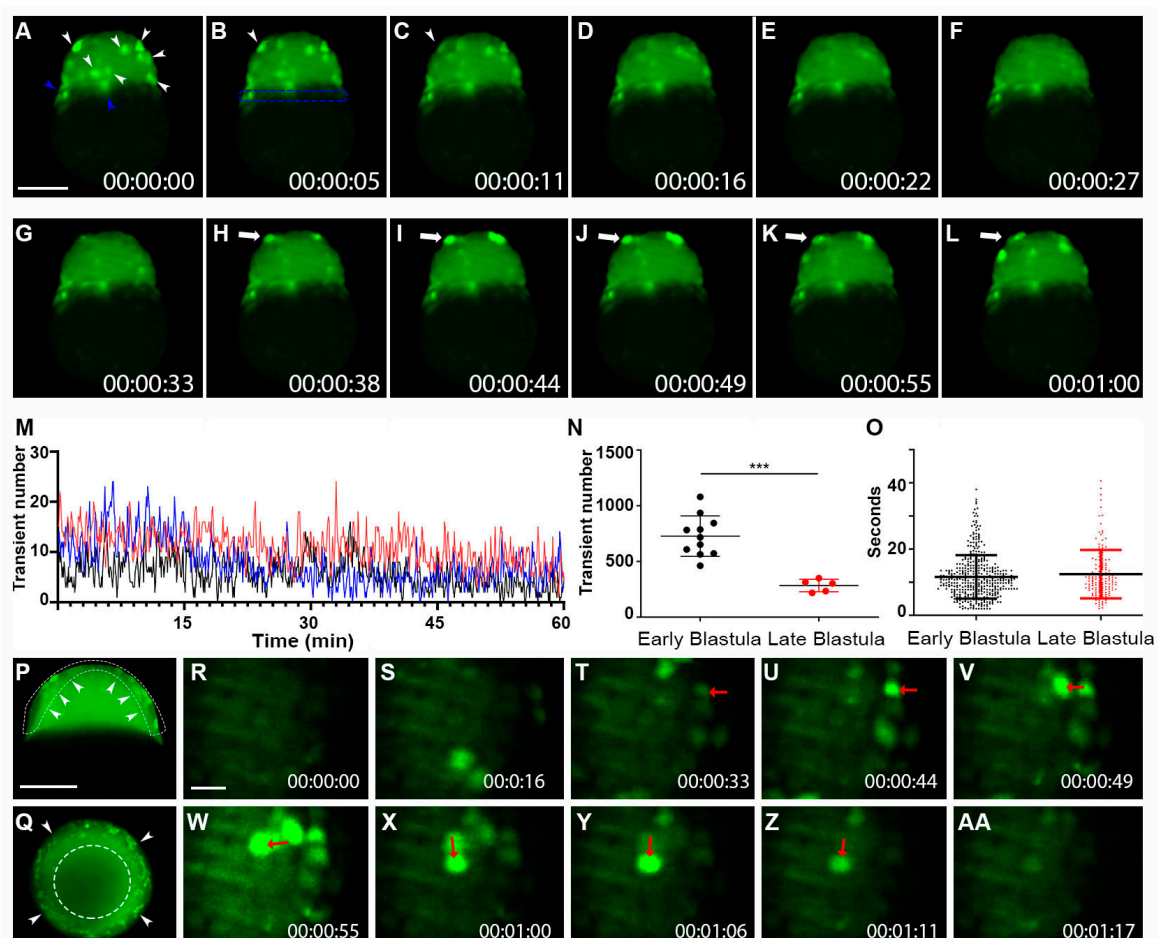 A B C D E F
00:00:00 00:00:05 00:00:11 00:00:16 00:00:22 00:00:27
G H I J K L
00:00:33 00:00:38 00:00:44 00:00:49 00:00:55 00:01:00
M
Transient number
30
20
10
0
15 30 45 60
Time (min)
N
Transient number
1500
1000
500
0
***
Early Blastula Late Blastula
O
Seconds
40
20
0
Early Blastula Late Blastula
P R S T U V
00:00:00 00:0:16 00:00:33 00:00:44 00:00:49
Q W X Y Z AA
00:00:55 00:01:00 00:01:06 00:01:11 00:01:17